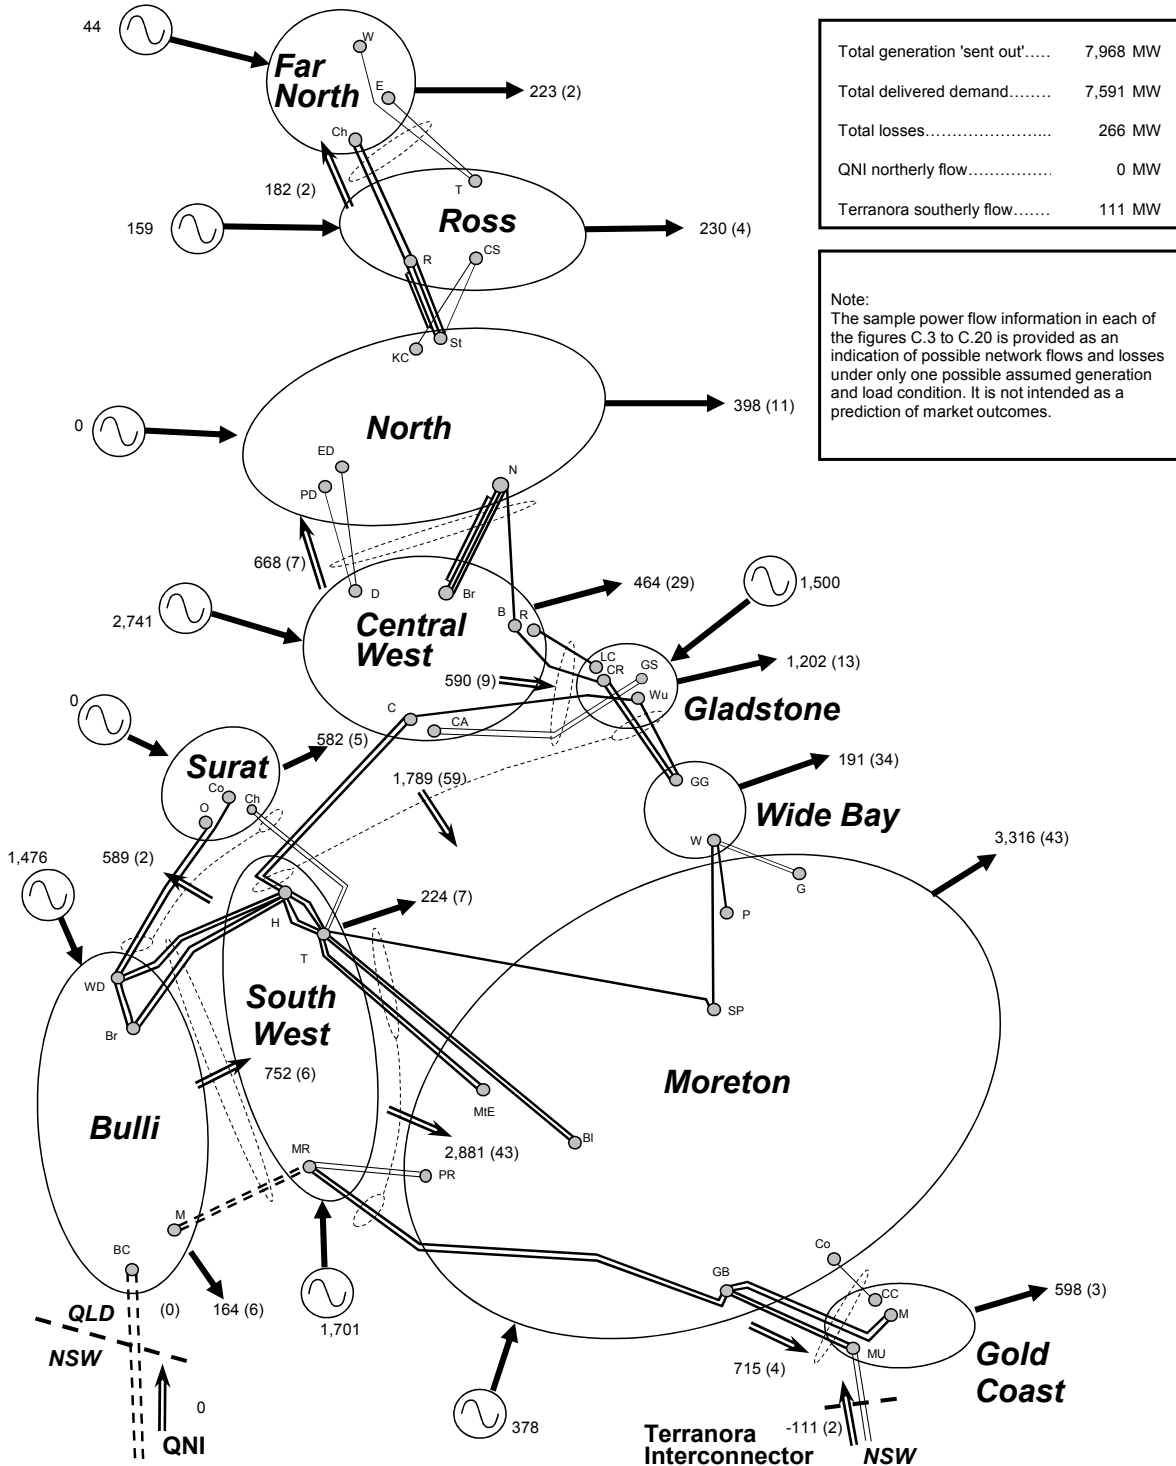 44
W
Far
North
E
223 (2)
Ch
182 (2)
T
159
Ross
230 (4)
R
CS
St
KC
0
North
398 (11)
ED
PD
N
668 (7)
D
Br
464 (29)
1,500
2,741
Central
West
B
R
LC
CR
GS
Wu
1,202 (13)
590 (9)
Gladstone
C
CA
0
582 (5)
Surat
Co
Ch
O
1,789 (59)
GG
191 (34)
Wide Bay
W
G
P
3,316 (43)
1,476
589 (2)
224 (7)
H
T
WD
Br
South
West
SP
752 (6)
Moreton
MtE
Bl
Bulli
MR
2,881 (43)
PR
M
BC
Co
GB
CC
M
MU
598 (3)
QLD
(0)
164 (6)
1,701
NSW
715 (4)
Gold
Coast
0
QNI
378
Terranora
Interconnector
-111 (2)
NSW
Total generation 'sent out'..... 7,968 MW
Total delivered demand........ 7,591 MW
Total losses…………………... 266 MW
QNI northerly flow…………… 0 MW
Terranora southerly flow....... 111 MW
Note:
The sample power flow information in each of
the figures C.3 to C.20 is provided as an
indication of possible network flows and losses
under only one possible assumed generation
and load condition. It is not intended as a
prediction of market outcomes.